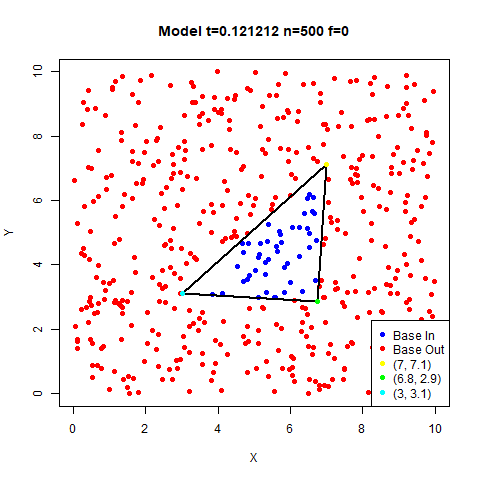 Model t=0.121212 n=500 f=0
10
8
6
4
2
0
Y
0 2 4 6 8 10
X
Base In
Base Out
(7, 7.1)
(6.8, 2.9)
(3, 3.1)